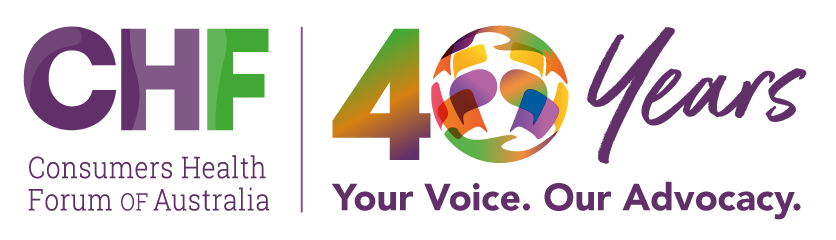 CHF
Consumers Health
Forum OF Australia
40 Years
Your Voice. Our Advocacy.